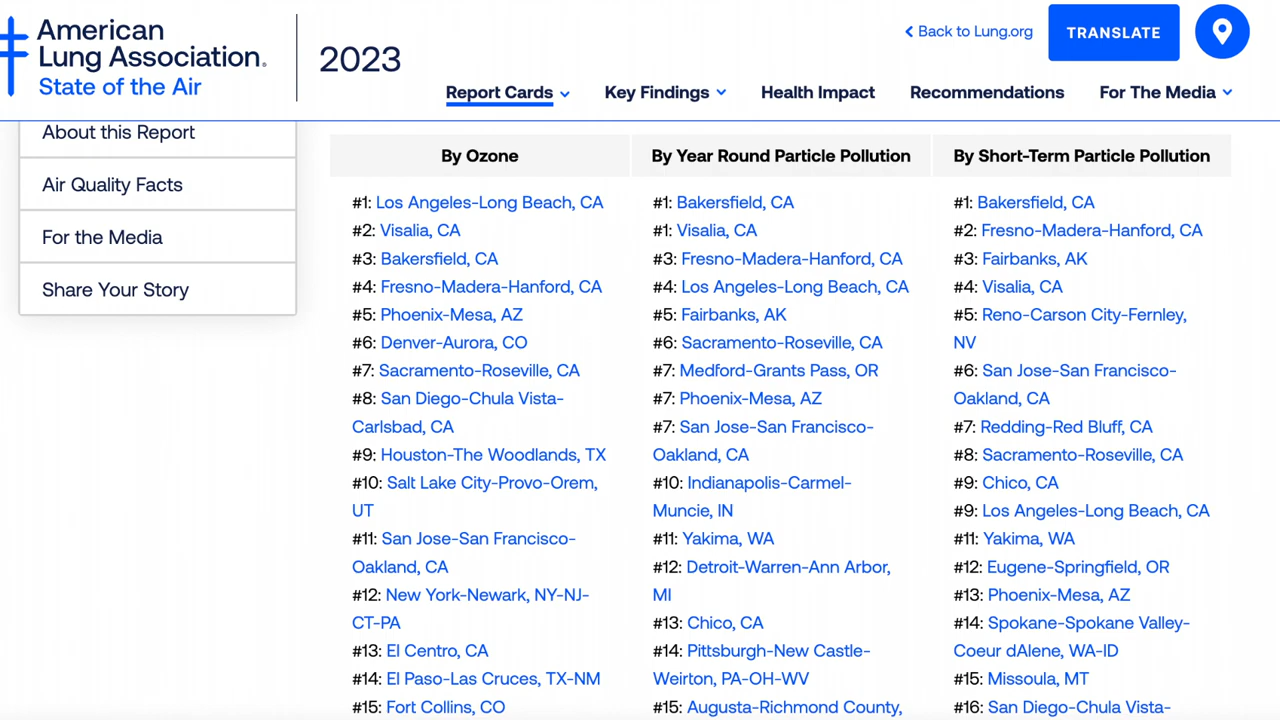 American
Lung Association.
State of the Air
2023
Back to Lung.org
TRANSLATE
Report Cards
Key Findings
Health Impact
Recommendations
For The Media
About this Report
Air Quality Facts
For the Media
Share Your Story
By Ozone
#1: Los Angeles-Long Beach, CA
#2: Visalia, CA
#3: Bakersfield, CA
#4: Fresno-Madera-Hanford, CA
#5: Phoenix-Mesa, AZ
#6: Denver-Aurora, CO
#7: Sacramento-Roseville, CA
#8: San Diego-Chula Vista-
Carlsbad, CA
#9: Houston-The Woodlands, TX
#10: Salt Lake City-Provo-Orem,
UT
#11: San Jose-San Francisco-
Oakland, CA
#12: New York-Newark, NY-NJ-
CT-PA
#13: El Centro, CA
#14: El Paso-Las Cruces, TX-NM
#15: Fort Collins, CO
By Year Round Particle Pollution
#1: Bakersfield, CA
#1: Visalia, CA
#3: Fresno-Madera-Hanford, CA
#4: Los Angeles-Long Beach, CA
#5: Fairbanks, AK
#6: Sacramento-Roseville, CA
#7: Medford-Grants Pass, OR
#7: Phoenix-Mesa, AZ
#7: San Jose-San Francisco-
Oakland, CA
#10: Indianapolis-Carmel-
Muncie, IN
#11: Yakima, WA
#12: Detroit-Warren-Ann Arbor,
MI
#13: Chico, CA
#14: Pittsburgh-New Castle-
Weirton, PA-OH-WV
#15: Augusta-Richmond County,
By Short-Term Particle Pollution
#1: Bakersfield, CA
#2: Fresno-Madera-Hanford, CA
#3: Fairbanks, AK
#4: Visalia, CA
#5: Reno-Carson City-Fernley,
NV
#6: San Jose-San Francisco-
Oakland, CA
#7: Redding-Red Bluff, CA
#8: Sacramento-Roseville, CA
#9: Chico, CA
#9: Los Angeles-Long Beach, CA
#11: Yakima, WA
#12: Eugene-Springfield, OR
#13: Phoenix-Mesa, AZ
#14: Spokane-Spokane Valley-
Coeur dAlene, WA-ID
#15: Missoula, MT
#16: San Diego-Chula Vista-